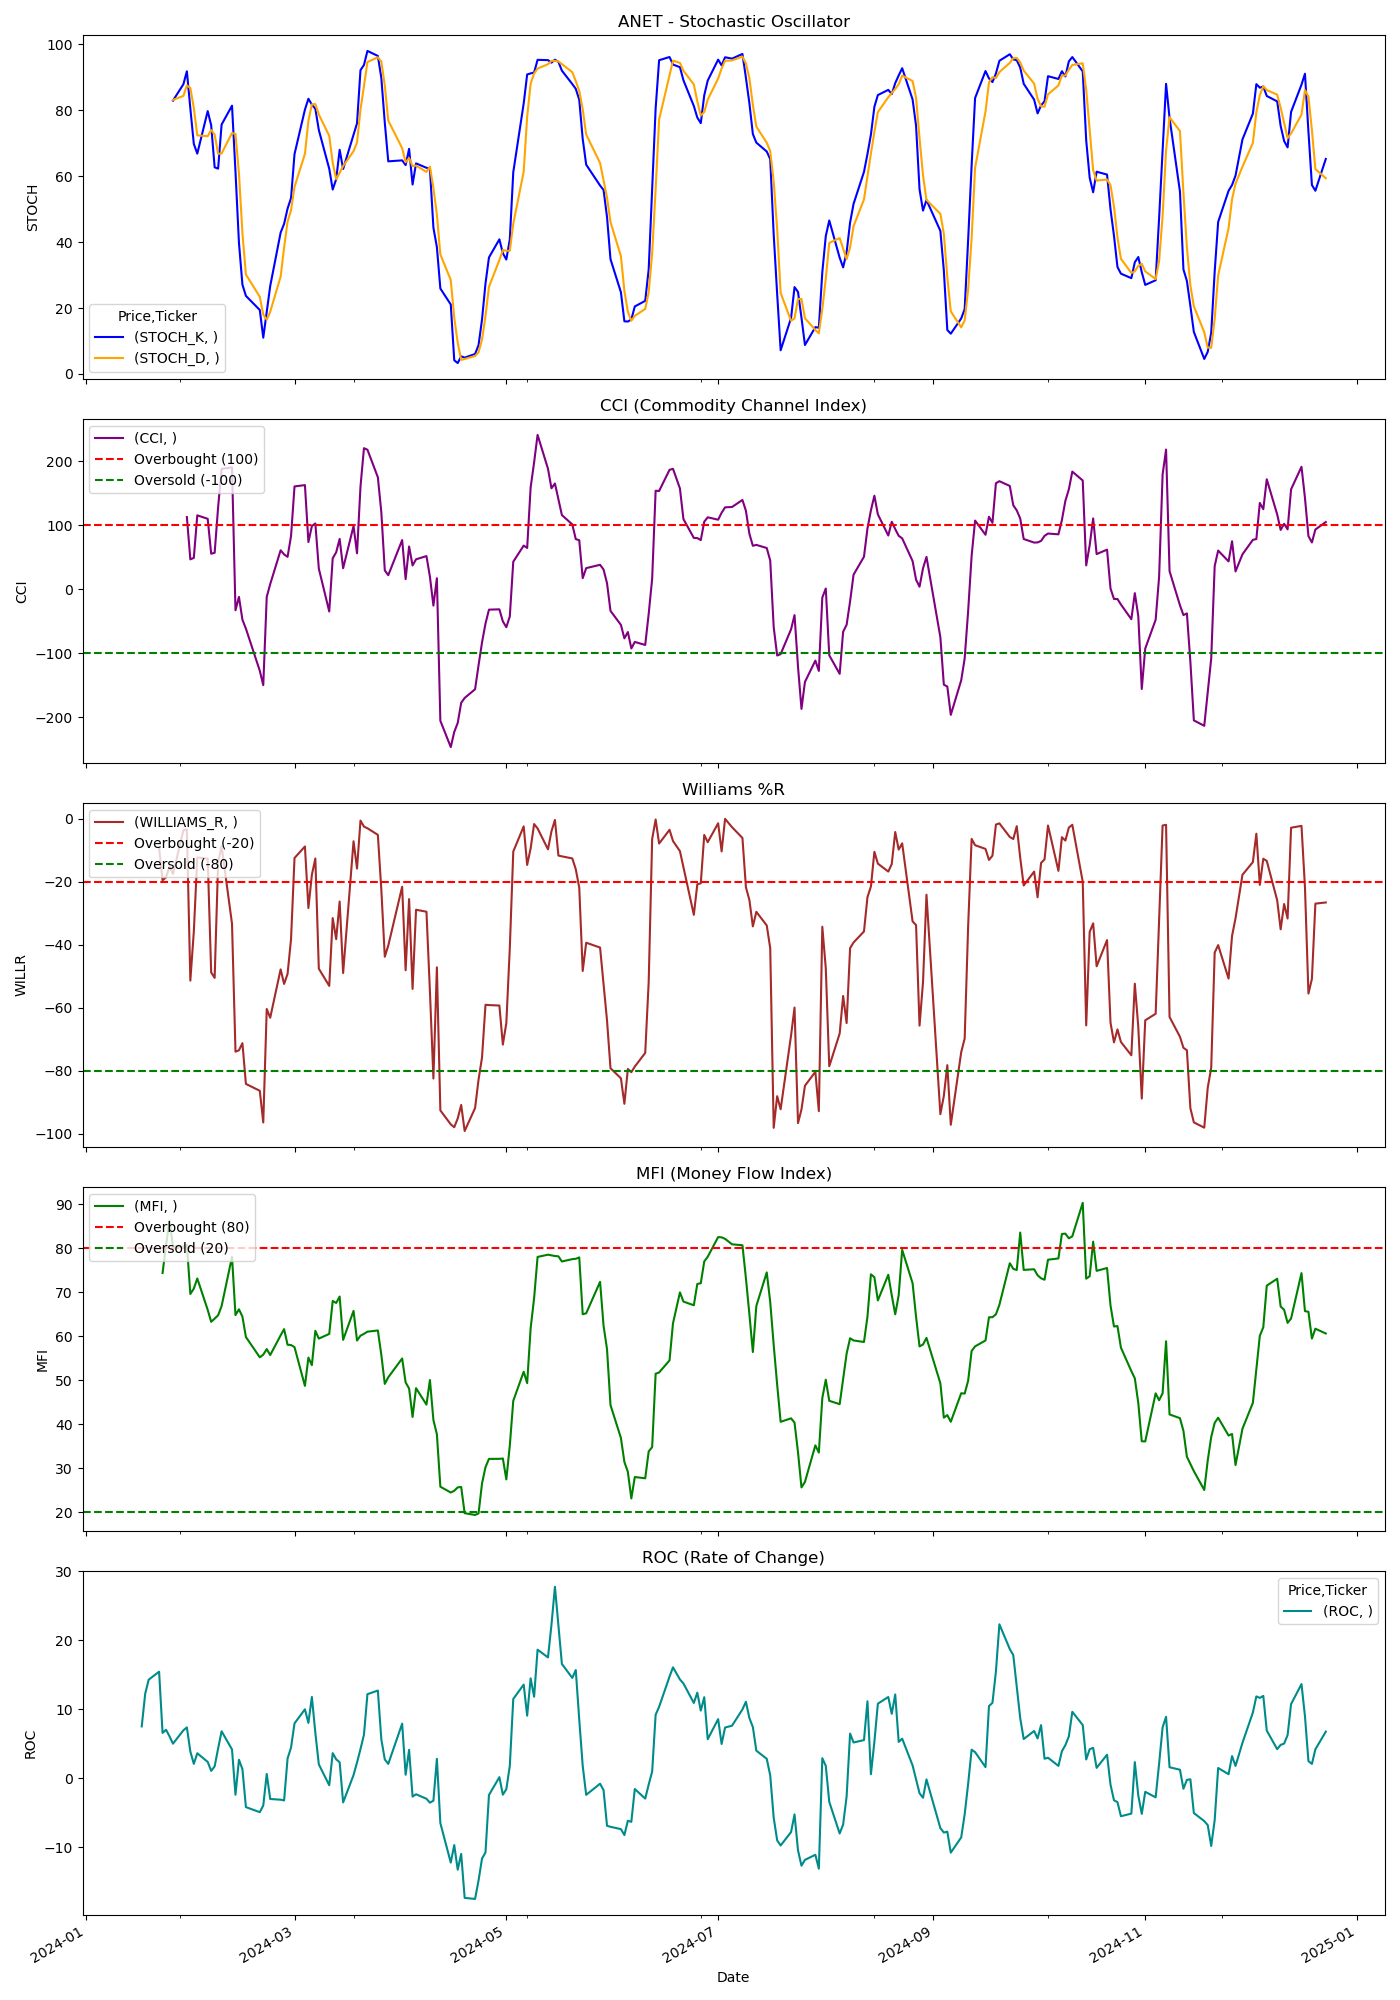 ANET - Stochastic Oscillator
100
80
60
40
20
0
STOCH
Price,Ticker
(STOCH_K, )
(STOCH_D, )
CCI (Commodity Channel Index)
200
100
0
−100
−200
CCI
(CCI, )
Overbought (100)
Oversold (-100)
Williams %R
0
−20
−40
−60
−80
−100
WILLR
(WILLIAMS_R, )
Overbought (-20)
Oversold (-80)
MFI (Money Flow Index)
90
80
70
60
50
40
30
20
MFI
(MFI, )
Overbought (80)
Oversold (20)
ROC (Rate of Change)
30
20
10
0
−10
ROC
Price,Ticker
(ROC, )
2024-01
2024-03
2024-05
2024-07
2024-09
2024-11
2025-01
Date